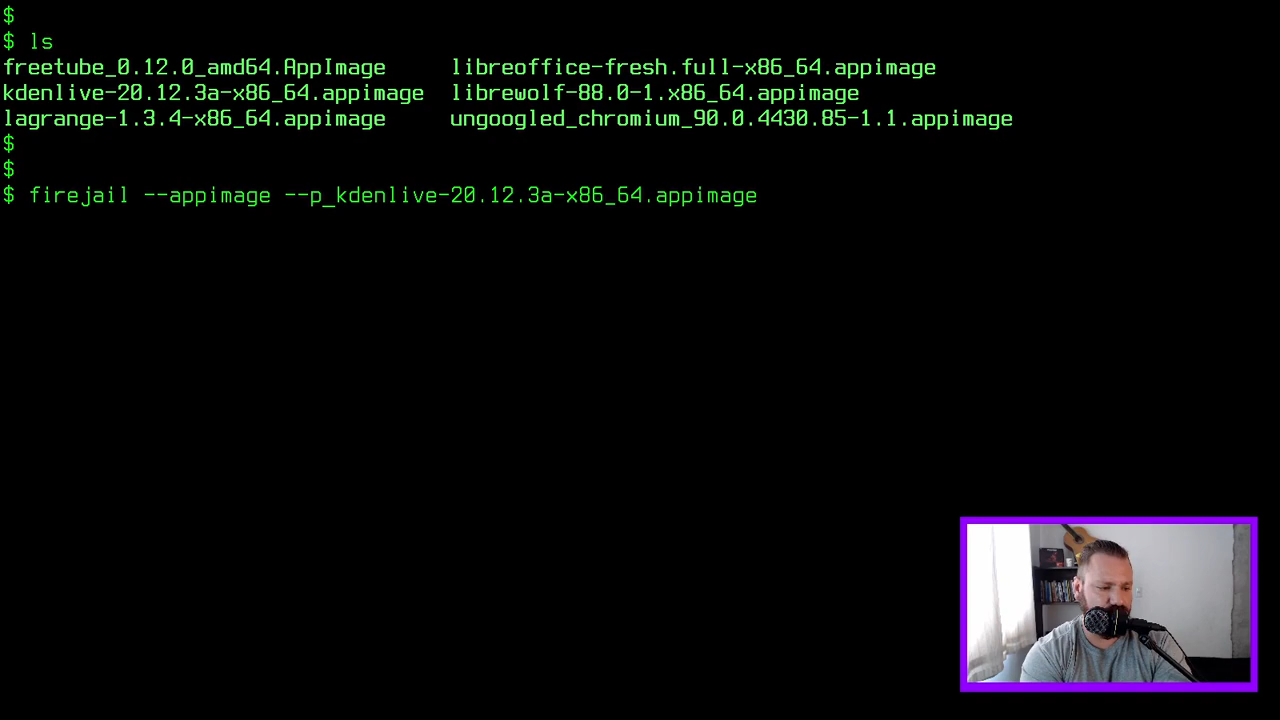 $
$ ls
freetube_0.12.0_amd64.AppImage libreoffice-fresh.full-x86_64.appimage
kdenlive-20.12.3a-x86_64.appimage librewolf-88.0-1.x86_64.appimage
lagrange-1.3.4-x86_64.appimage ungoogled_chromium_90.0.4430.85-1.1.appimage
$
$
$ firejail --appimage --p_kdenlive-20.12.3a-x86_64.appimage